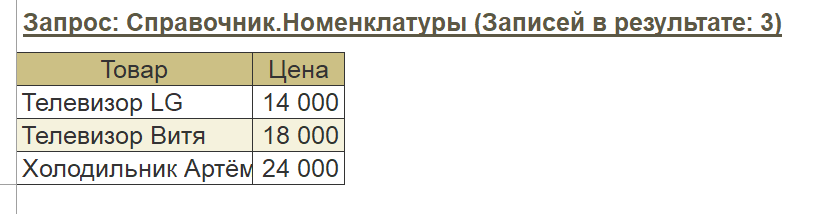 Запрос: Справочник.Номенклатуры (Записей в результате: 3)
Товар Цена
Телевизор LG 14 000
Телевизор Витя 18 000
Холодильник Артём 24 000